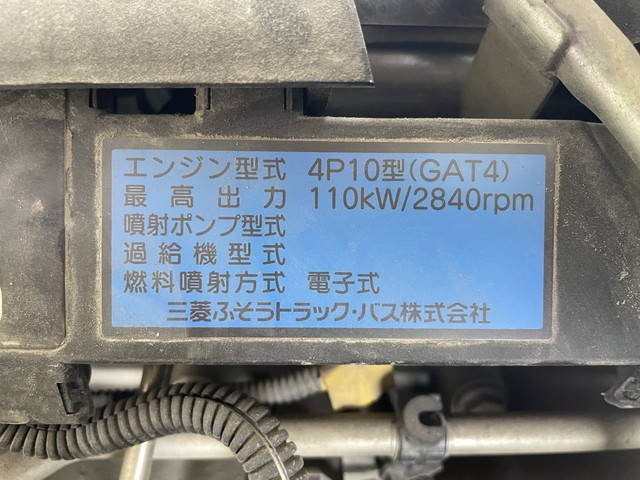 エンジン型式 4P10型(GAT4)
最高出力 110kW/2840rpm
噴射ポンプ型式
過給機型式
燃料噴射方式 電子式
三菱ふそうトラック・バス株式会社